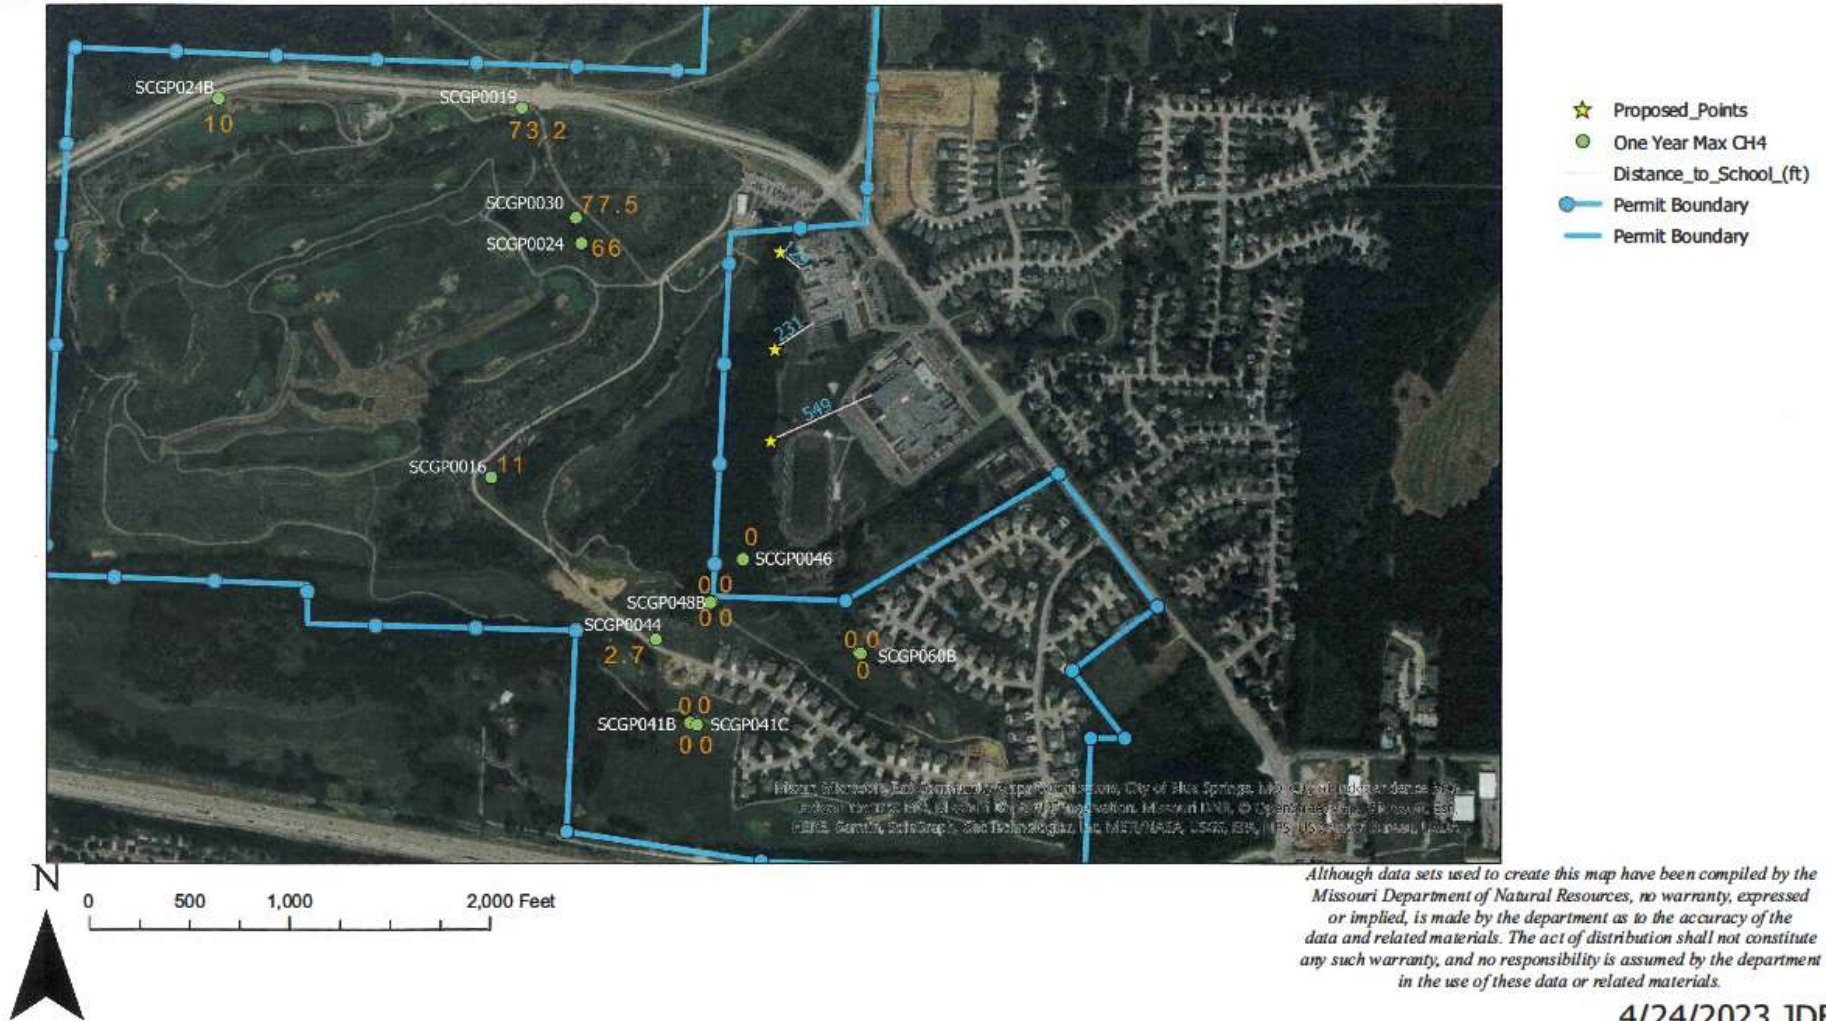 SCGP024B
10
SCGP0019
73.2
SCGP0030
77.5
SCGP0024
66
231
549
SCGP0016
11
0
SCGP0046
0 0
SCGP048B
0 0
SCGP0044
2.7
0 0
SCGP060B
0
0 0
SCGP041B
SCGP041C
0 0
Proposed_Points
One Year Max CH4
Distance_to_School_(ft)
Permit Boundary
Permit Boundary
N
0 500 1,000 2,000 Feet
Although data sets used to create this map have been compiled by the
Missouri Department of Natural Resources, no warranty, expressed
or implied, is made by the department as to the accuracy of the
data and related materials. The act of distribution shall not constitute
any such warranty, and no responsibility is assumed by the department
in the use of these data or related materials.
4/24/2023